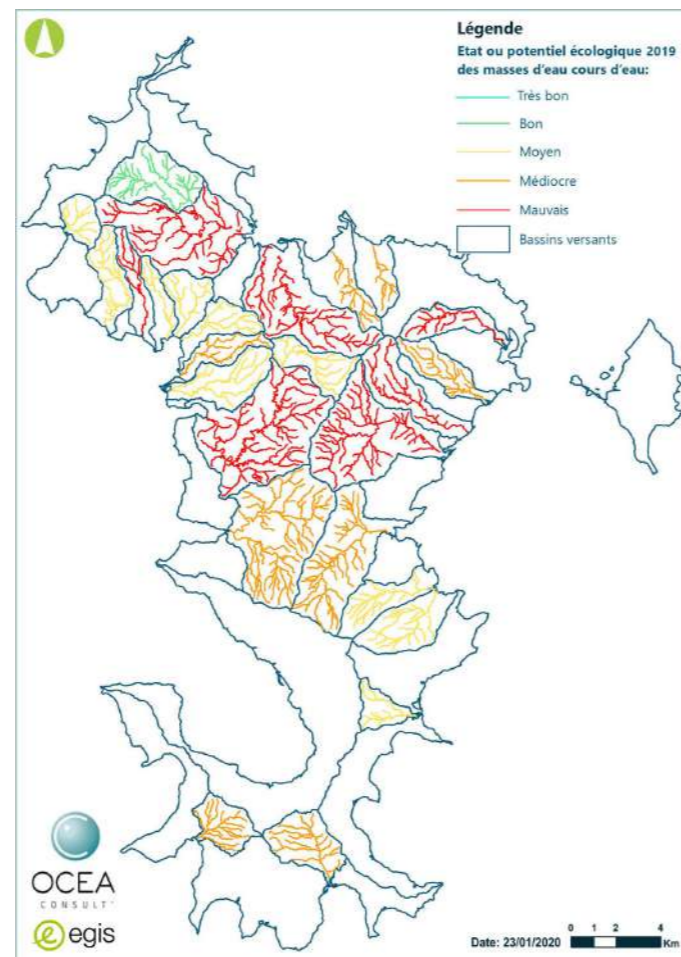 Légende
Etat ou potentiel écologique 2019
des masses d'eau cours d'eau:
Très bon
Bon
Moyen
Médiocre
Mauvais
Bassins versants
OCEA
CONSULT'
egis
Date: 23/01/2020
0 1 2 4
Km